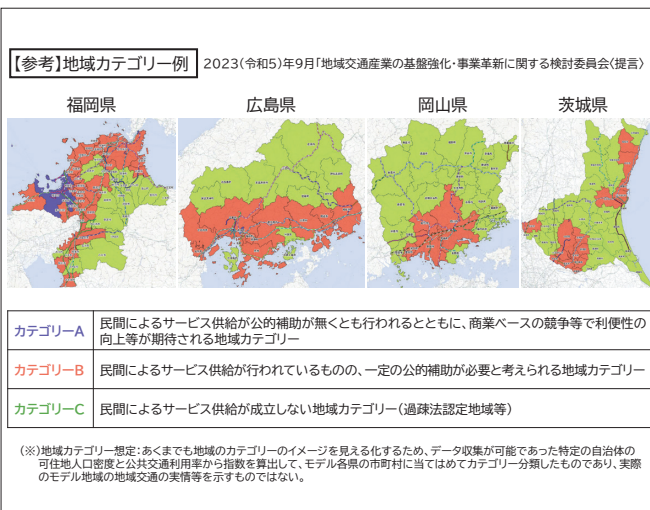 【参考】地域カテゴリー例 2023(令和5)年9月「地域交通産業の基盤強化・事業革新に関する検討委員会〈提言〉
福岡県 広島県 岡山県 茨城県
カテゴリーA 民間によるサービス供給が公的補助が無くとも行われるとともに、商業ベースの競争等で利便性の
向上等が期待される地域カテゴリー
カテゴリーB 民間によるサービス供給が行われているものの、一定の公的補助が必要と考えられる地域カテゴリー
カテゴリーC 民間によるサービス供給が成立しない地域カテゴリー(過疎法認定地域等)
(※)地域カテゴリー想定:あくまでも地域のカテゴリーのイメージを見える化するため、データ収集が可能であった特定の自治体の
可住地人口密度と公共交通利用率から指数を算出して、モデル各県の市町村に当てはめてカテゴリー分類したものであり、実際
のモデル地域の地域交通の実情等を示すものではない。